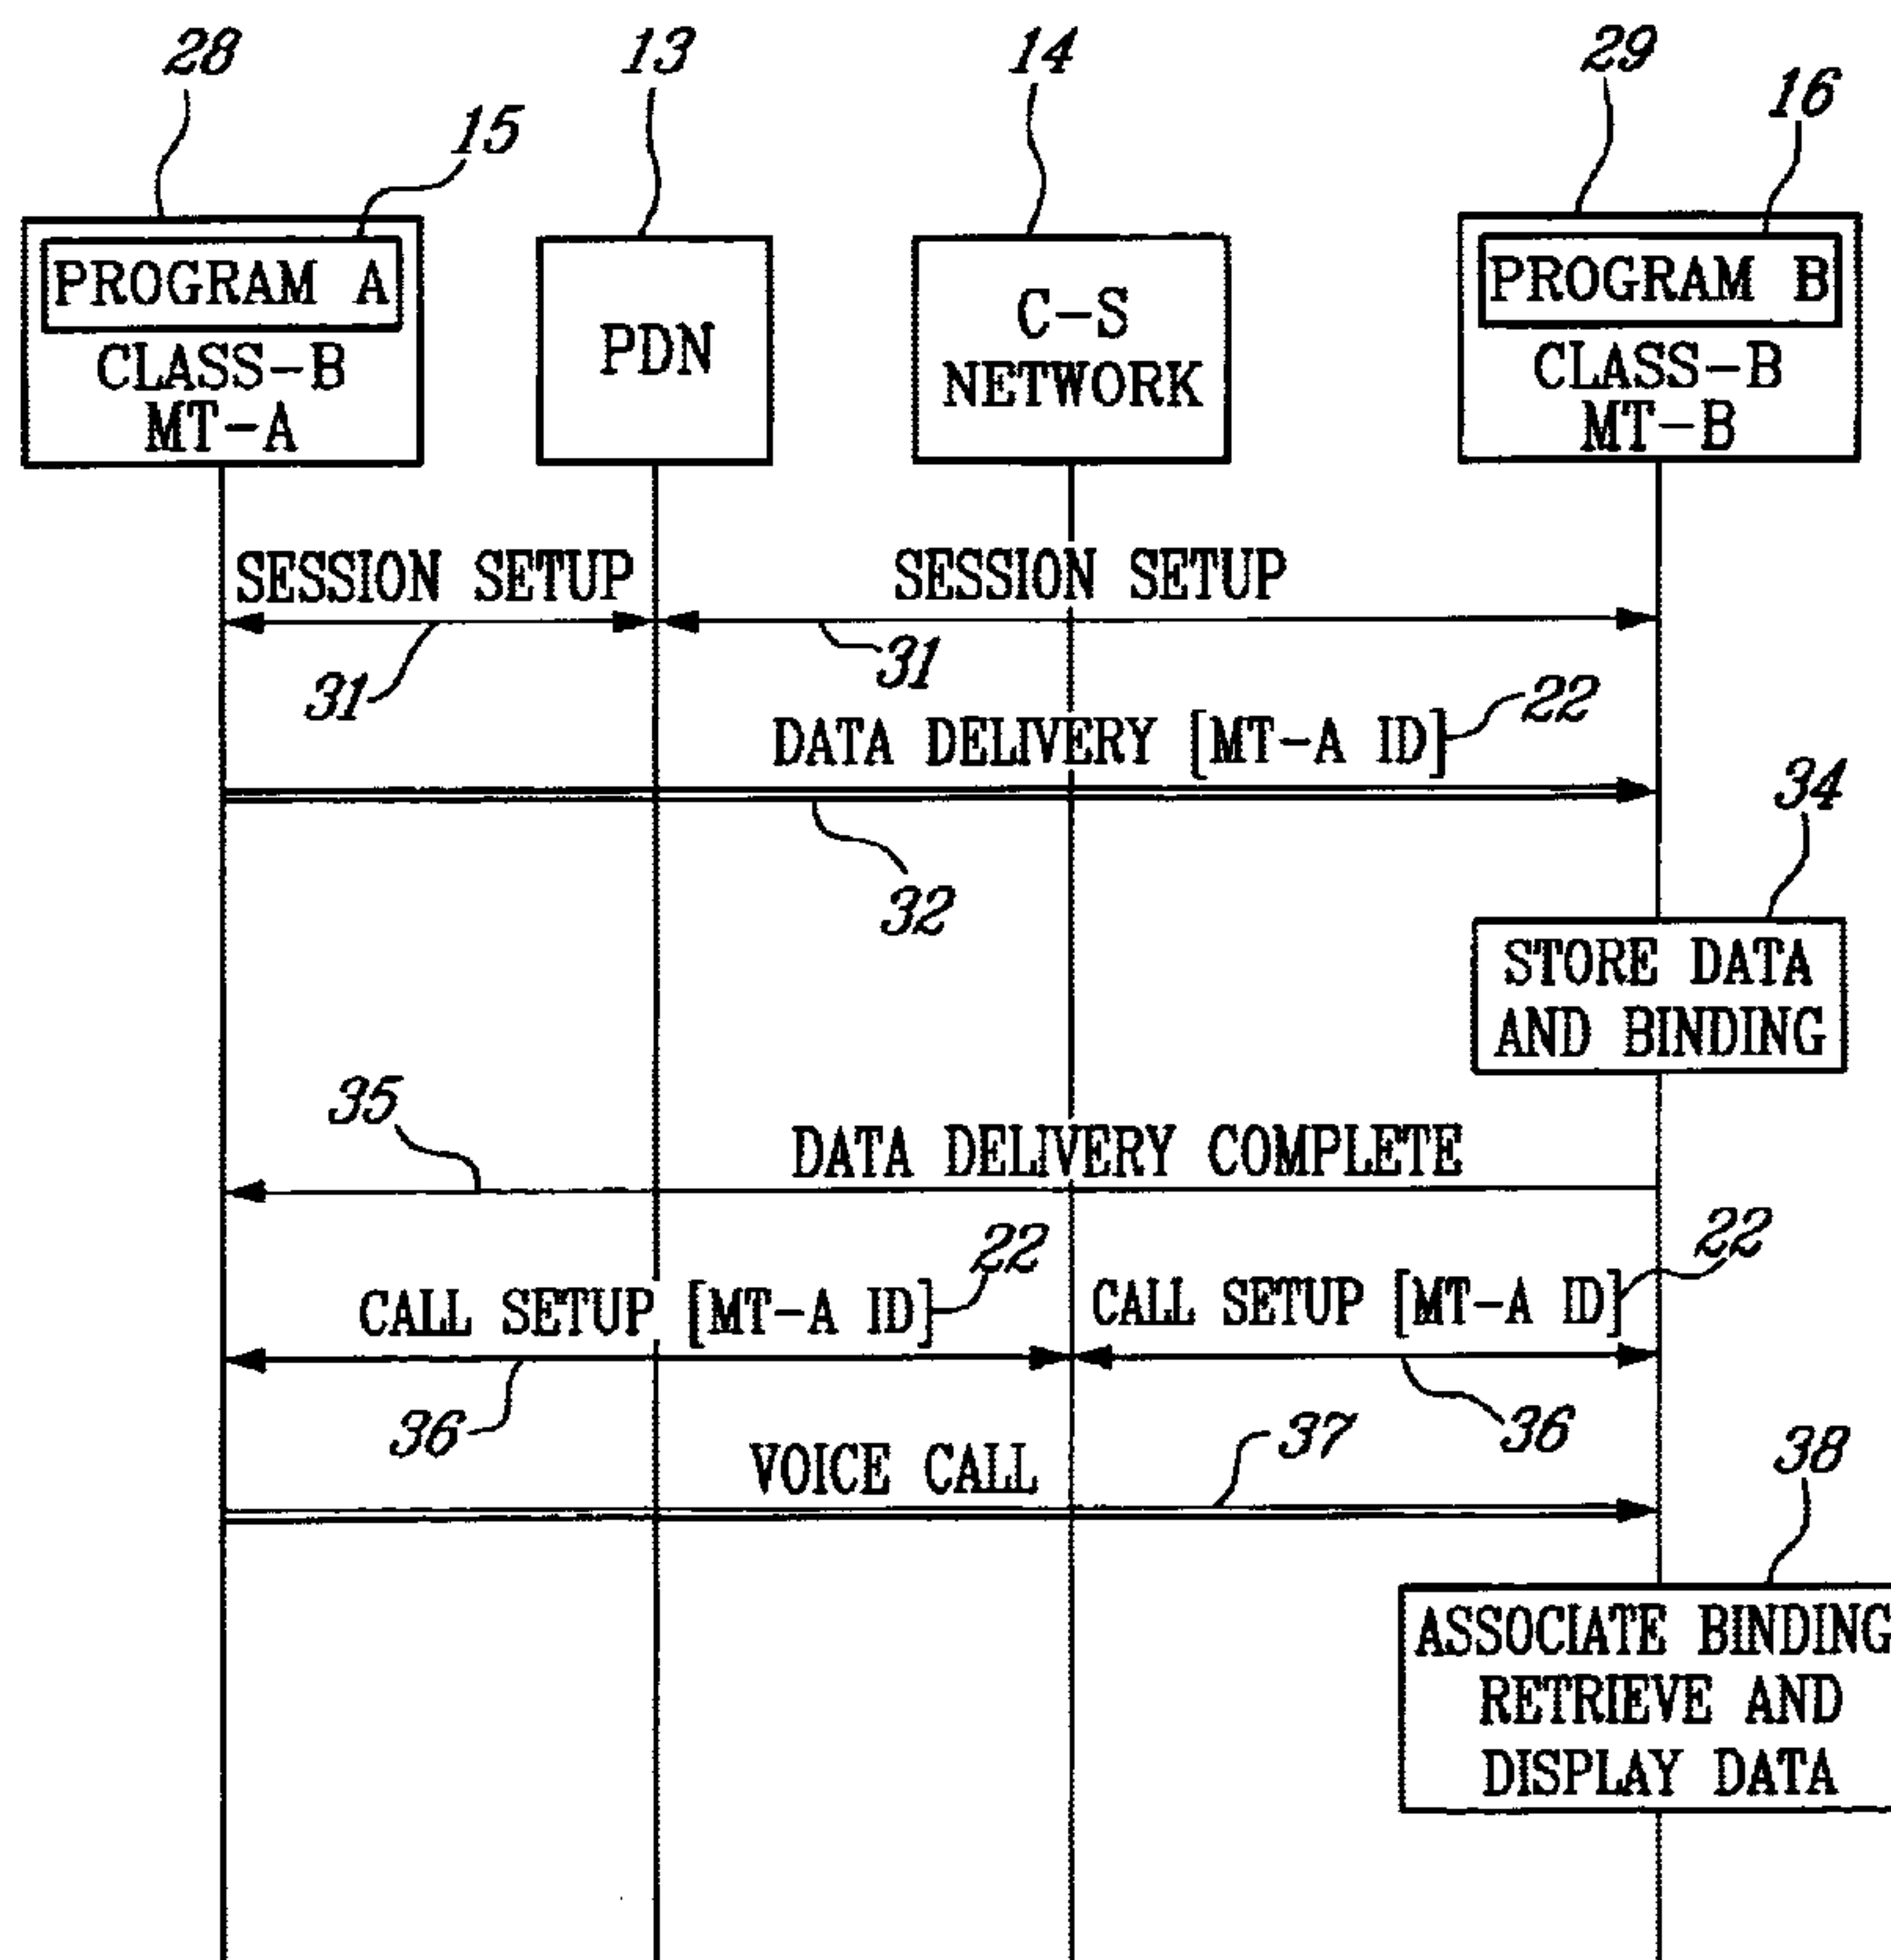 28
13
14
29
15
16
PROGRAM A
CLASS-B
MT-A
PDN
C-S
NETWORK
PROGRAM B
CLASS-B
MT-B
SESSION SETUP
SESSION SETUP
31
31
DATA DELIVERY [MT-A ID]
22
32
34
STORE DATA
AND BINDING
35
DATA DELIVERY COMPLETE
22
22
CALL SETUP [MT-A ID]
CALL SETUP [MT-A ID]
36
36
VOICE CALL
37
38
ASSOCIATE BINDING
RETRIEVE AND
DISPLAY DATA